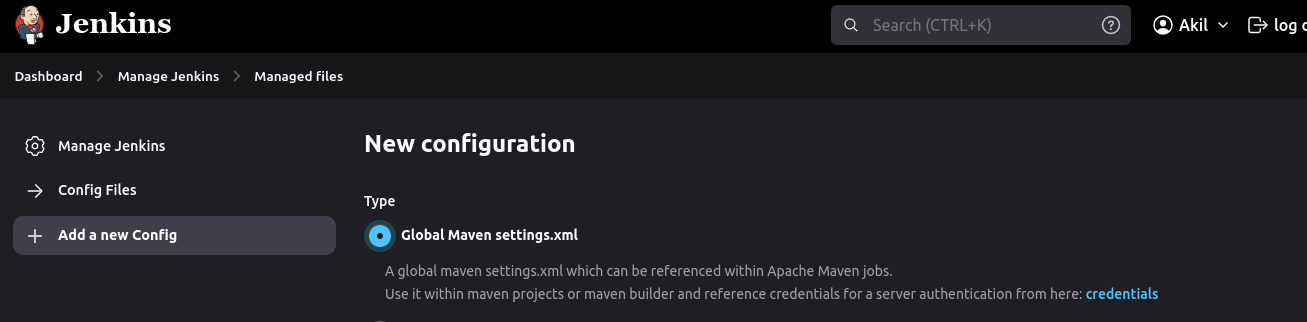 Jenkins
Search (CTRL+K)
Akil
log
Dashboard
Manage Jenkins
Managed files
Manage Jenkins
Config Files
Add a new Config
New configuration
Type
Global Maven settings.xml
A global maven settings.xml which can be referenced within Apache Maven jobs.
Use it within maven projects or maven builder and reference credentials for a server authentication from here: credentials